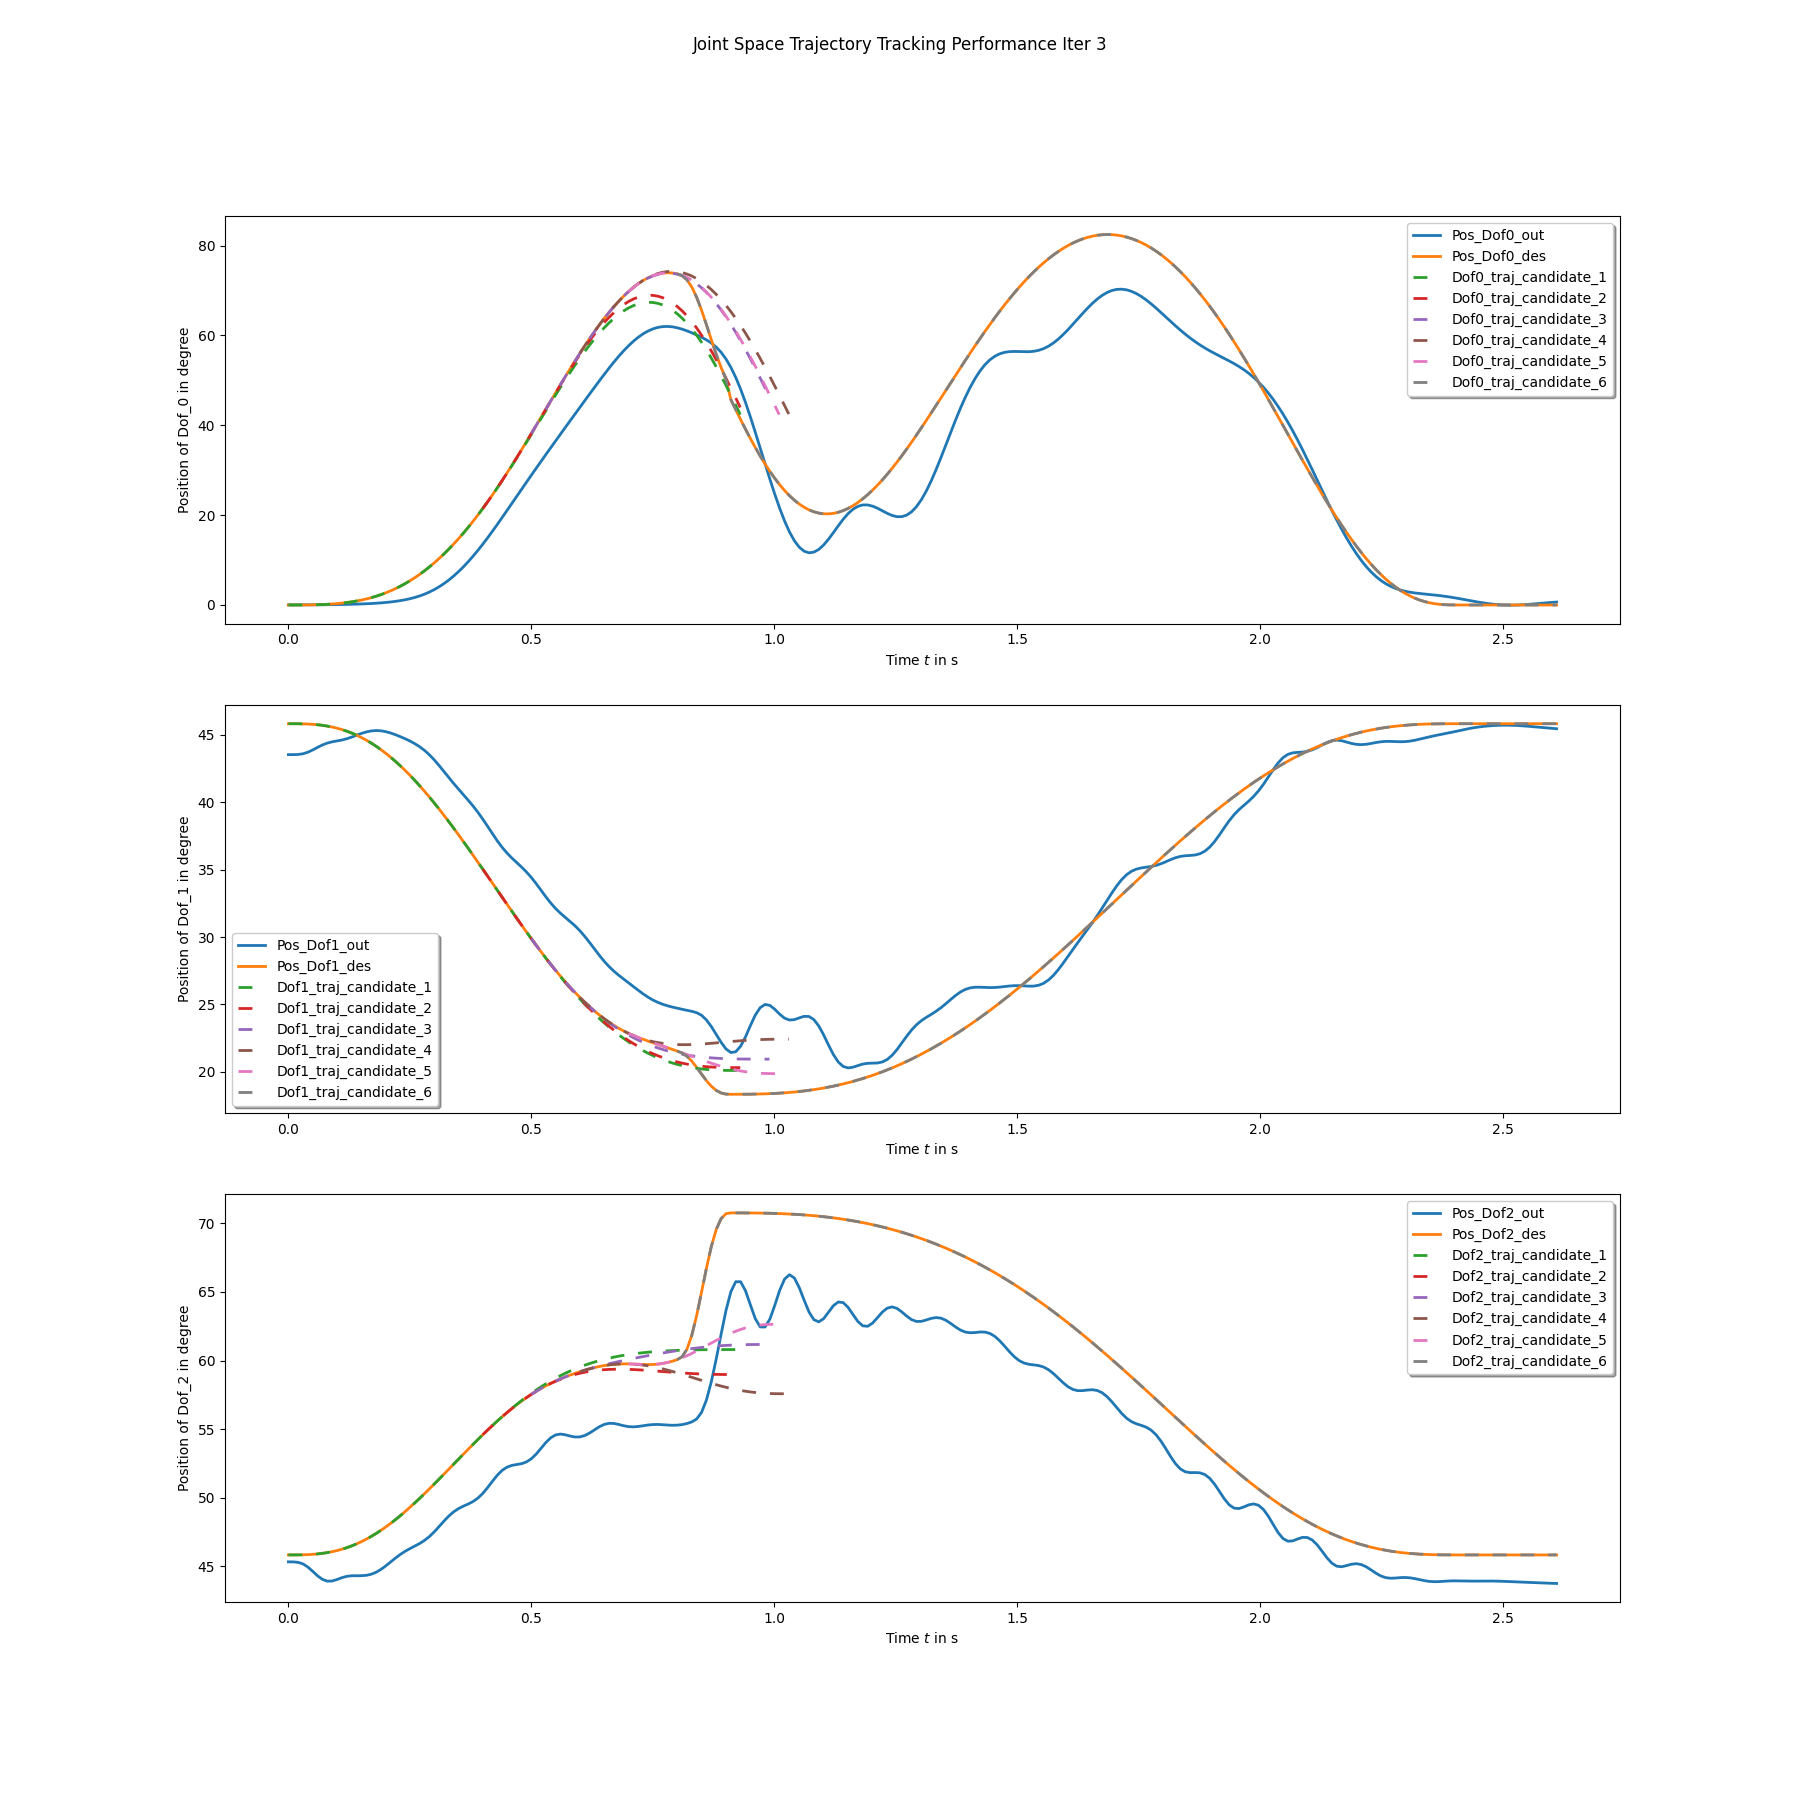 Joint Space Trajectory Tracking Performance Iter 3
Position of Dof_0 in degree
80
60
40
20
0
0.0 0.5 1.0 1.5 2.0 2.5
Time t in s
Pos_Dof0_out
Pos_Dof0_des
Dof0_traj_candidate_1
Dof0_traj_candidate_2
Dof0_traj_candidate_3
Dof0_traj_candidate_4
Dof0_traj_candidate_5
Dof0_traj_candidate_6
Position of Dof_1 in degree
45
40
35
30
25
20
0.0 0.5 1.0 1.5 2.0 2.5
Time t in s
Pos_Dof1_out
Pos_Dof1_des
Dof1_traj_candidate_1
Dof1_traj_candidate_2
Dof1_traj_candidate_3
Dof1_traj_candidate_4
Dof1_traj_candidate_5
Dof1_traj_candidate_6
Position of Dof_2 in degree
70
65
60
55
50
45
0.0 0.5 1.0 1.5 2.0 2.5
Time t in s
Pos_Dof2_out
Pos_Dof2_des
Dof2_traj_candidate_1
Dof2_traj_candidate_2
Dof2_traj_candidate_3
Dof2_traj_candidate_4
Dof2_traj_candidate_5
Dof2_traj_candidate_6